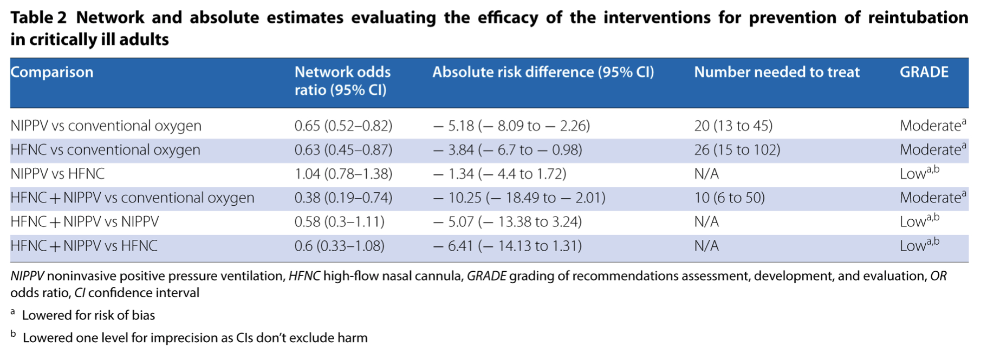 Table 2 Network and absolute estimates evaluating the efficacy of the interventions for prevention of reintubation
in critically ill adults
Comparison Network odds ratio (95% CI) Absolute risk difference (95% CI) Number needed to treat GRADE
NIPPV vs conventional oxygen 0.65 (0.52–0.82) − 5.18 (− 8.09 to − 2.26) 20 (13 to 45) Moderateᵃ
HFNC vs conventional oxygen 0.63 (0.45–0.87) − 3.84 (− 6.7 to − 0.98) 26 (15 to 102) Moderateᵃ
NIPPV vs HFNC 1.04 (0.78–1.38) − 1.34 (− 4.4 to 1.72) N/A Lowᵃ,ᵇ
HFNC + NIPPV vs conventional oxygen 0.38 (0.19–0.74) − 10.25 (− 18.49 to − 2.01) 10 (6 to 50) Moderateᵃ
HFNC + NIPPV vs NIPPV 0.58 (0.3–1.11) − 5.07 (− 13.38 to 3.24) N/A Lowᵃ,ᵇ
HFNC + NIPPV vs HFNC 0.6 (0.33–1.08) − 6.41 (− 14.13 to 1.31) N/A Lowᵃ,ᵇ
NIPPV noninvasive positive pressure ventilation, HFNC high-flow nasal cannula, GRADE grading of recommendations assessment, development, and evaluation, OR
odds ratio, CI confidence interval
ᵃ Lowered for risk of bias
ᵇ Lowered one level for imprecision as CIs don’t exclude harm